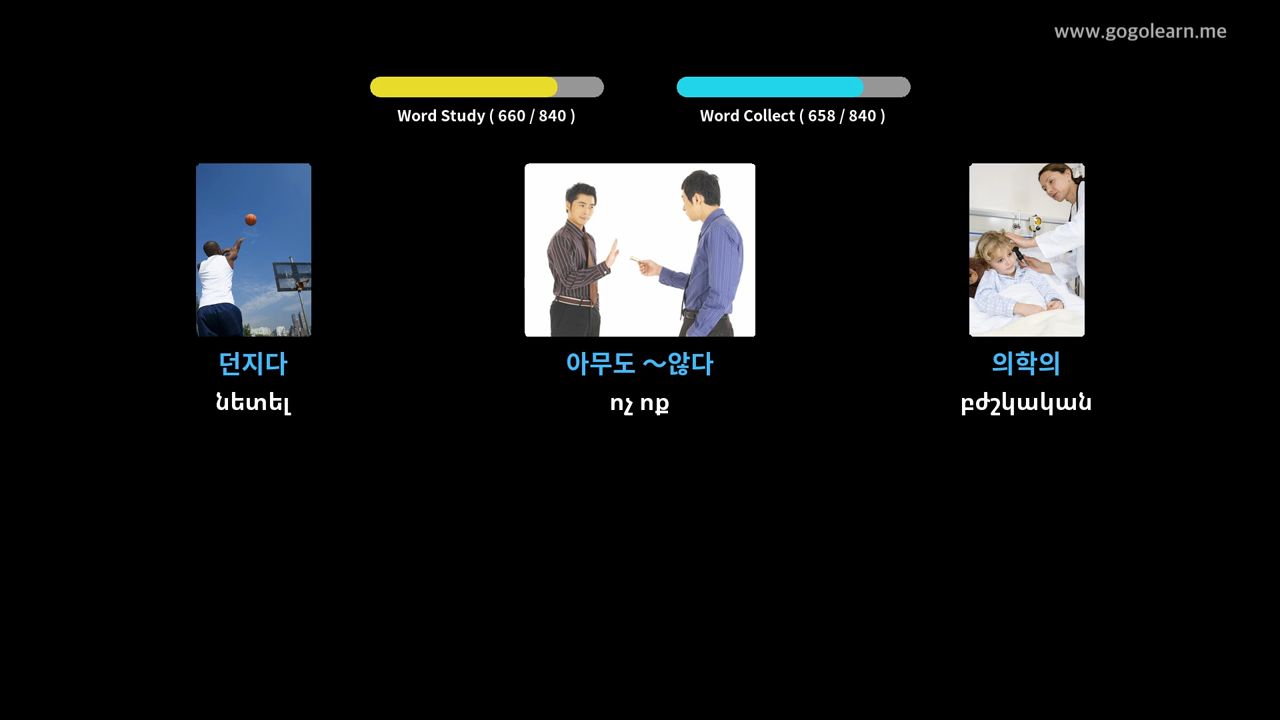 www.gogolearn.me
Word Study ( 660 / 840 )
Word Collect ( 658 / 840 )
던지다
նետել
아무도 ~않다
ոչ ոք
의학의
բժշկական